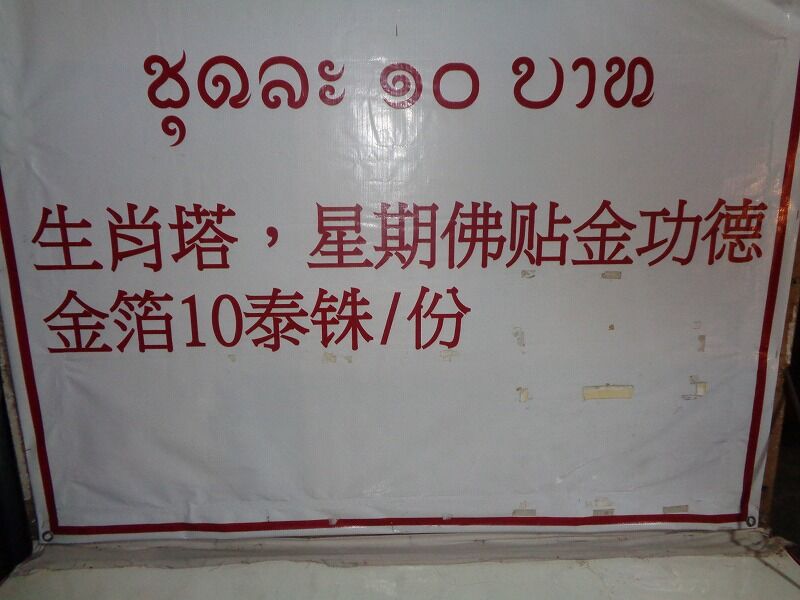 ชุดละ ๑๐ บาท
生肖塔，星期佛贴金功德
金箔10泰铢/份